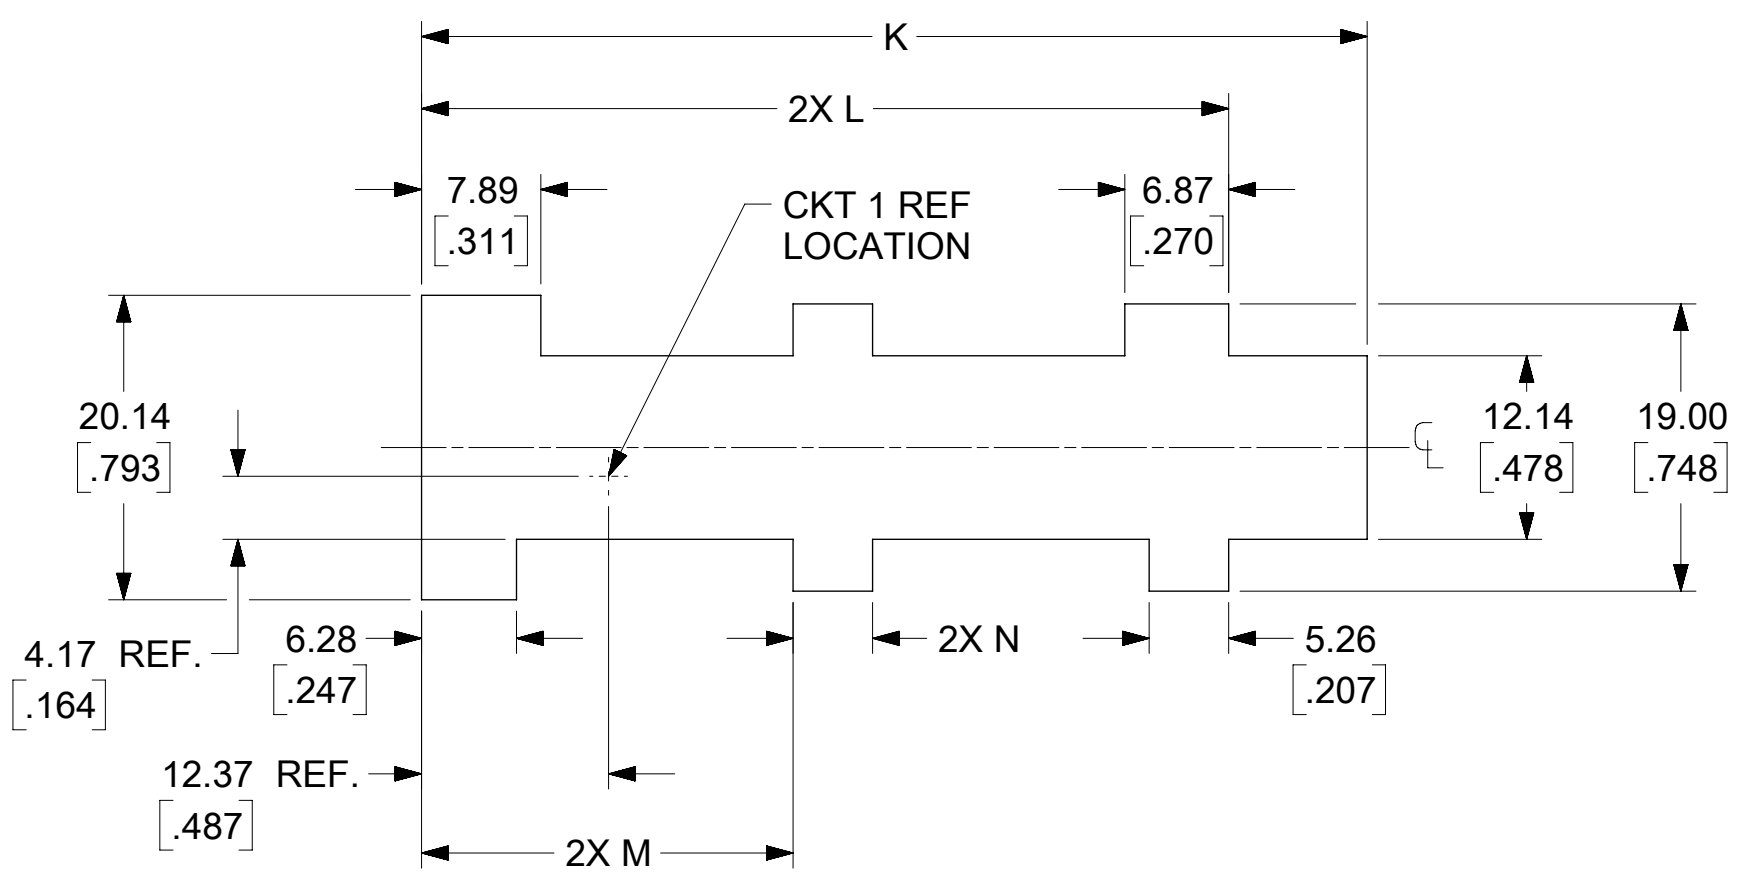 K
2X L
7.89
[.311]
CKT 1 REF
LOCATION
6.87
[.270]
20.14
[.793]
CL
12.14
[.478]
19.00
[.748]
4.17 REF.
[.164]
6.28
[.247]
2X N
5.26
[.207]
12.37 REF.
[.487]
2X M